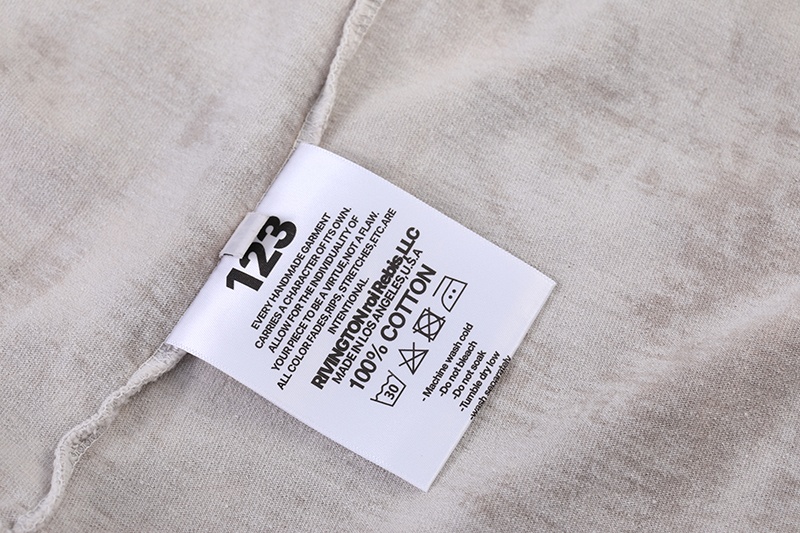 123
EVERY HANDMADE GARMENT
CARRIES A CHARACTER OF ITS OWN.
ALLOW FOR THE INDIVIDUALITY OF
YOUR PIECE TO BE A VIRTUE,NOT A FLAW.
ALL COLOR FADES,RIPS, STRETCHES,ETC.ARE
INTENTIONAL.
RIVINGTON roi Rebis, LLC
MADE IN LOS ANGELES,U.S.A
100% COTTON
30
- Machine wash cold
-Do not bleach
-Do not soak
-Tumble dry low
-wash separately